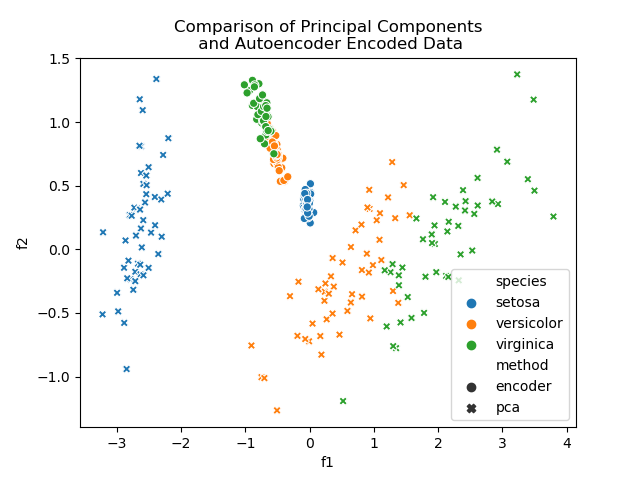 Comparison of Principal Components
and Autoencoder Encoded Data
f2
1.5
1.0
0.5
0.0
−0.5
−1.0
−3
−2
−1
0
1
2
3
4
f1
species
setosa
versicolor
virginica
method
encoder
pca